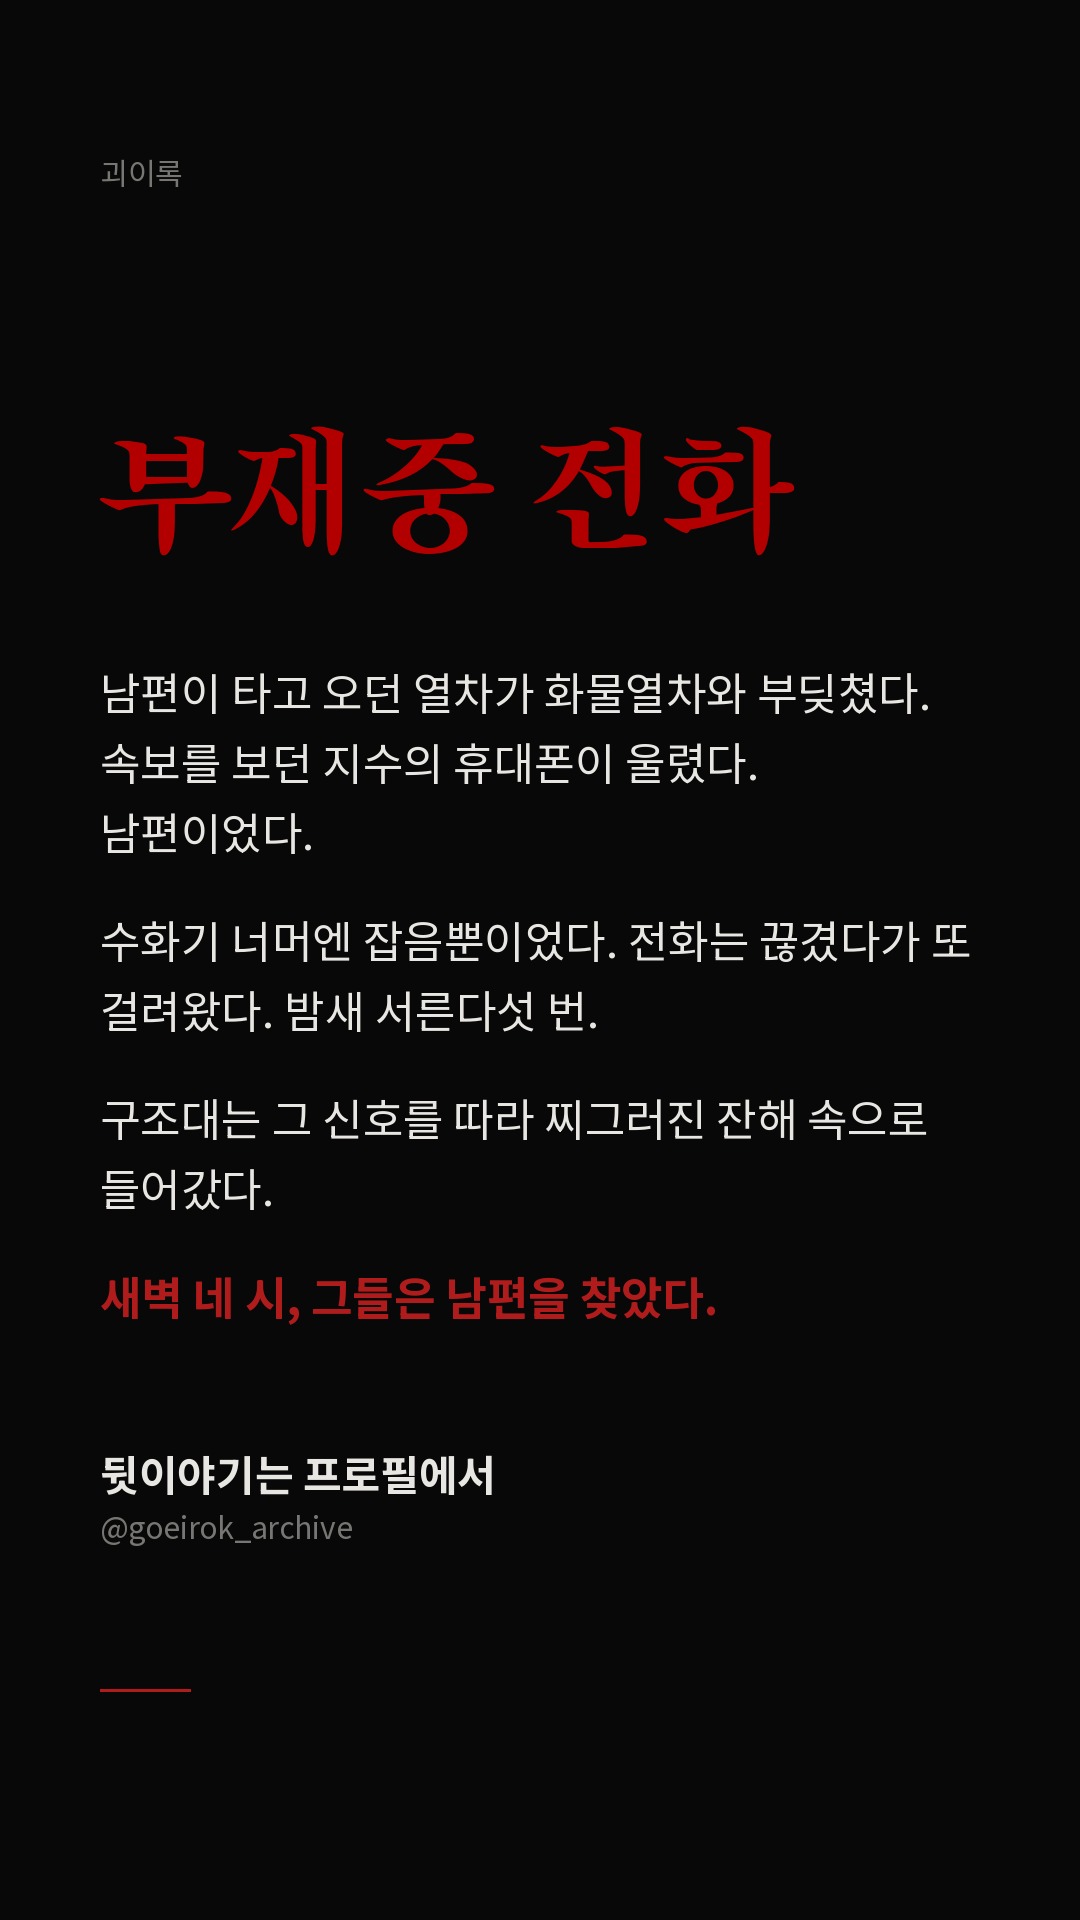 괴이록
부재중 전화
남편이 타고 오던 열차가 화물열차와 부딪쳤다.
속보를 보던 지수의 휴대폰이 울렸다.
남편이었다.
수화기 너머엔 잡음뿐이었다. 전화는 끊겼다가 또
걸려왔다. 밤새 서른다섯 번.
구조대는 그 신호를 따라 찌그러진 잔해 속으로
들어갔다.
새벽 네 시, 그들은 남편을 찾았다.
뒷이야기는 프로필에서
@goeirok_archive